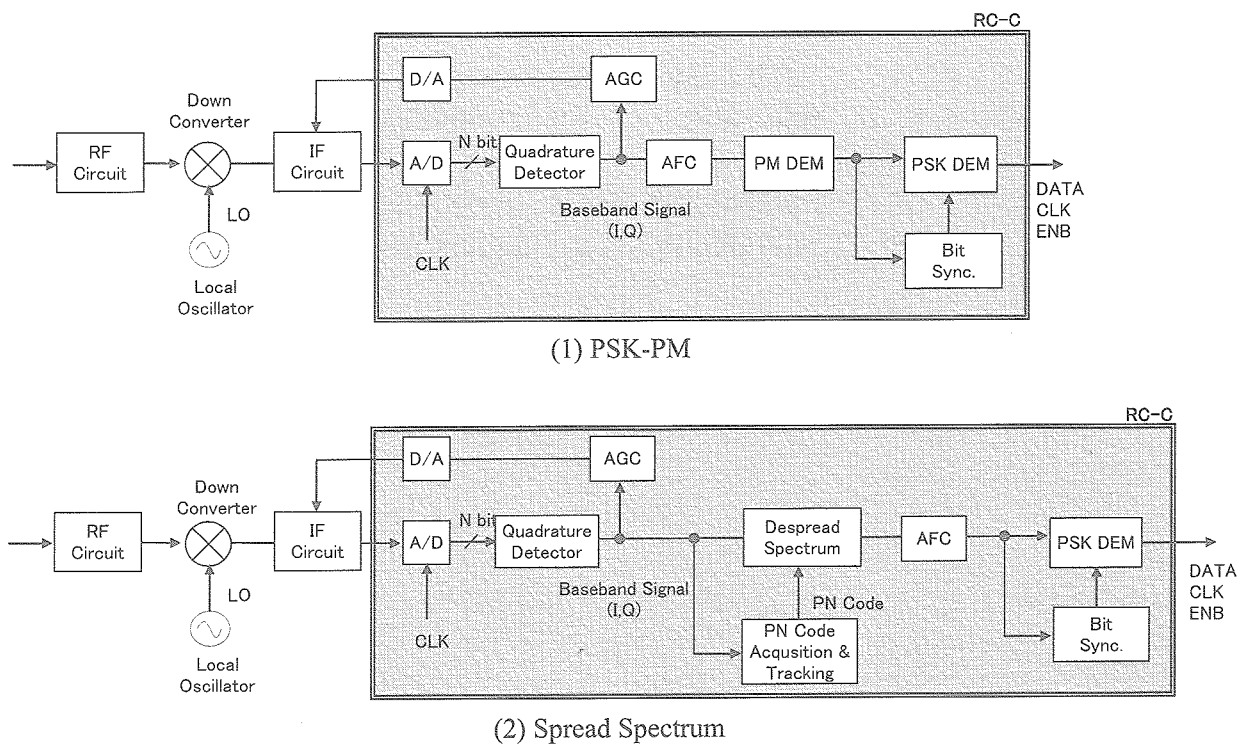 RC-C
D/A
AGC
Down
Converter
RF
Circuit
IF
Circuit
A/D
N bit
Quadrature
Detector
AFC
PM DEM
PSK DEM
LO
Baseband Signal
(I,Q)
CLK
Bit
Sync.
DATA
CLK
ENB
Local
Oscillator
(1) PSK-PM
RC-C
D/A
AGC
Down
Converter
RF
Circuit
IF
Circuit
A/D
N bit
Quadrature
Detector
Despread
Spectrum
AFC
PSK DEM
LO
Baseband Signal
(I,Q)
PN Code
CLK
PN Code
Acqusition &
Tracking
Bit
Sync.
DATA
CLK
ENB
Local
Oscillator
(2) Spread Spectrum